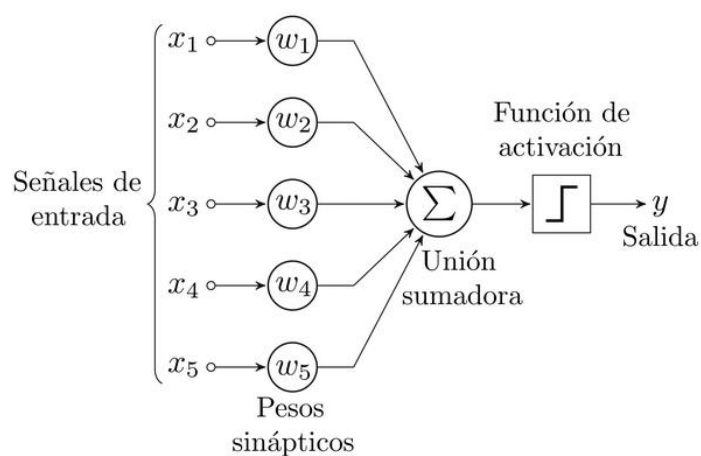 x₁ w₁
x₂ w₂
Función de
activación
Señales de
entrada
x₃ w₃ Σ y
Salida
Unión
sumadora
x₄ w₄
x₅ w₅
Pesos
sinápticos